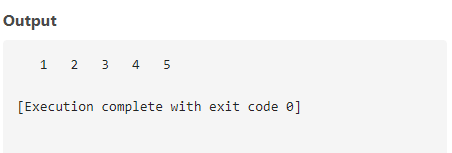 Output
1 2 3 4 5
[Execution complete with exit code 0]